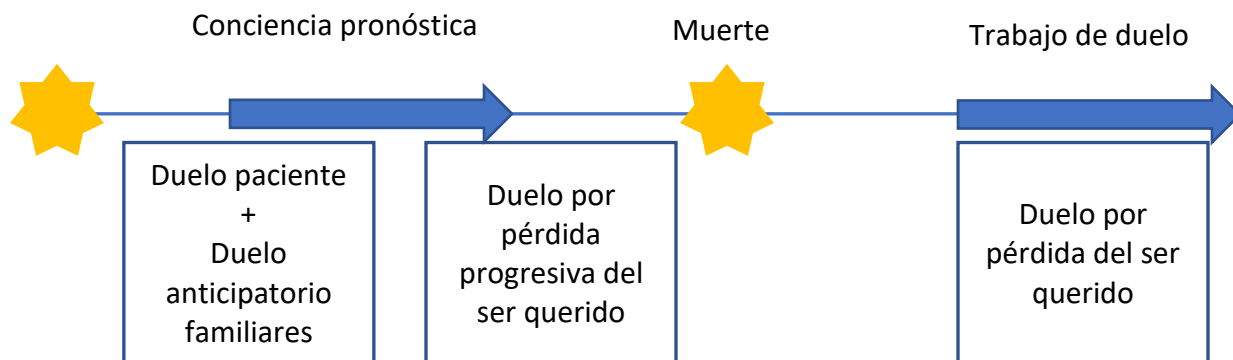 Conciencia pronóstica
Muerte
Trabajo de duelo
Duelo paciente
+
Duelo
anticipatorio
familiares
Duelo por
pérdida
progresiva del
ser querido
Duelo por
pérdida del ser
querido